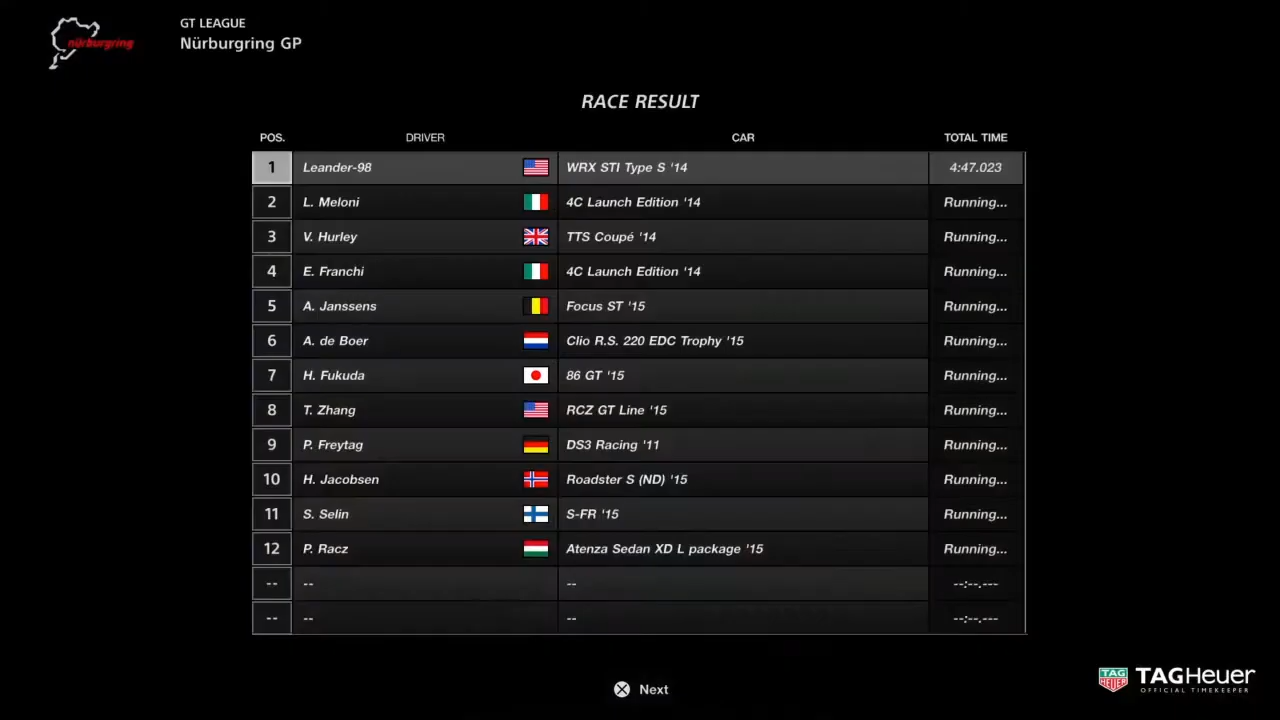 nürburgring
GT LEAGUE
Nürburgring GP
RACE RESULT
POS. DRIVER CAR TOTAL TIME
1 Leander-98 WRX STI Type S '14 4:47.023
2 L. Meloni 4C Launch Edition '14 Running...
3 V. Hurley TTS Coupé '14 Running...
4 E. Franchi 4C Launch Edition '14 Running...
5 A. Janssens Focus ST '15 Running...
6 A. de Boer Clio R.S. 220 EDC Trophy '15 Running...
7 H. Fukuda 86 GT '15 Running...
8 T. Zhang RCZ GT Line '15 Running...
9 P. Freytag DS3 Racing '11 Running...
10 H. Jacobsen Roadster S (ND) '15 Running...
11 S. Selin S-FR '15 Running...
12 P. Racz Atenza Sedan XD L package '15 Running...
-- -- -- --:--.---
-- -- -- --:--.---
Next
TAG HEUER
TAGHeuer
OFFICIAL TIMEKEEPER